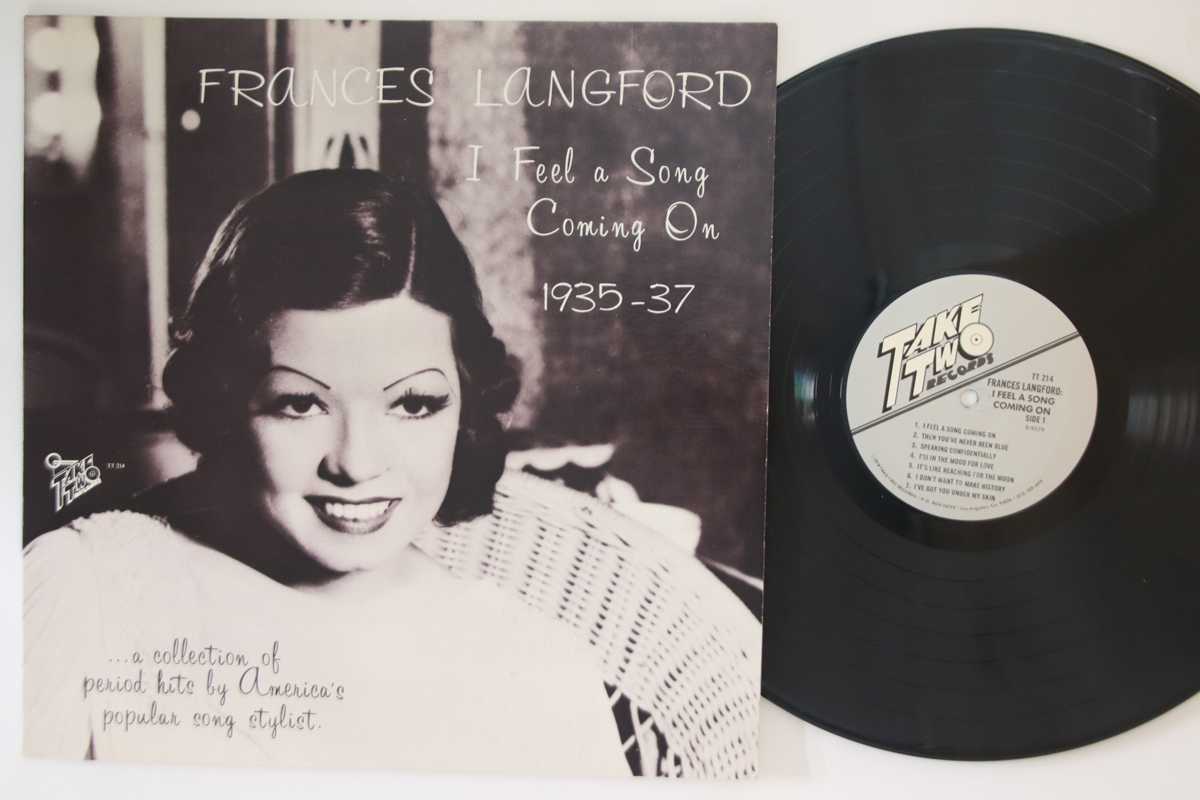 FRANCES LANGFORD
I Feel a Song
Coming On
1935-37
TAKE
TWO
TT 214
...a collection of
period hits by America's
popular song stylist.
TAKE
TWO
RECORDS
TT 214
FRANCES LANGFORD:
I FEEL A SONG
COMING ON
SIDE 1
1. I FEEL A SONG COMING ON
2. THEN YOU'VE NEVER BEEN BLUE
3. SPEAKING CONFIDENTIALLY
4. I'M IN THE MOOD FOR LOVE
5. IT'S LIKE REACHING FOR THE MOON
6. I DON'T WANT TO MAKE HISTORY
7. I'VE GOT YOU UNDER MY SKIN